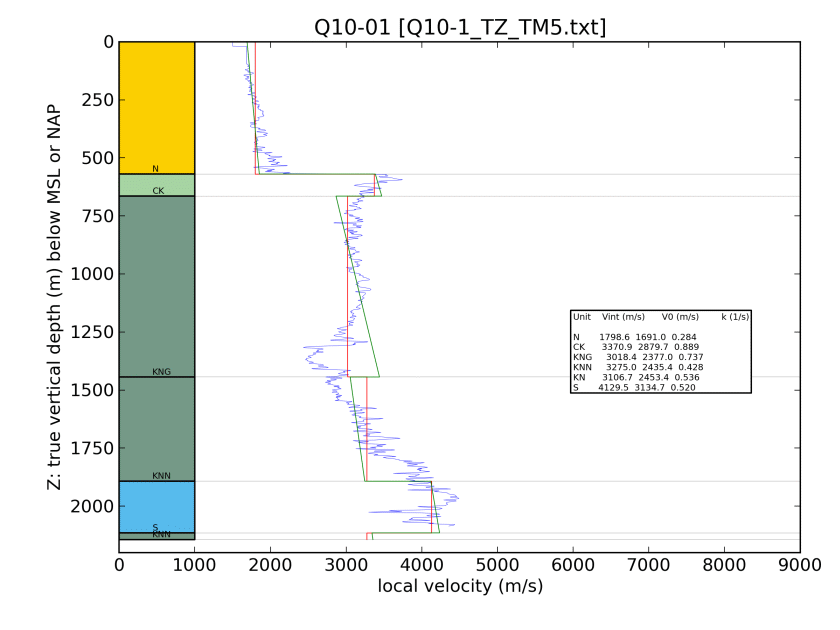 Q10-01 [Q10-1_TZ_TM5.txt]
Z: true vertical depth (m) below MSL or NAP
0
250
500
750
1000
1250
1500
1750
2000
N
CK
KNG
KNN
S
KNN
Unit Vint (m/s) V0 (m/s) k (1/s)
N 1798.6 1691.0 0.284
CK 3370.9 2879.7 0.889
KNG 3018.4 2377.0 0.737
KNN 3275.0 2435.4 0.428
KN 3106.7 2453.4 0.536
S 4129.5 3134.7 0.520
0 1000 2000 3000 4000 5000 6000 7000 8000 9000
local velocity (m/s)